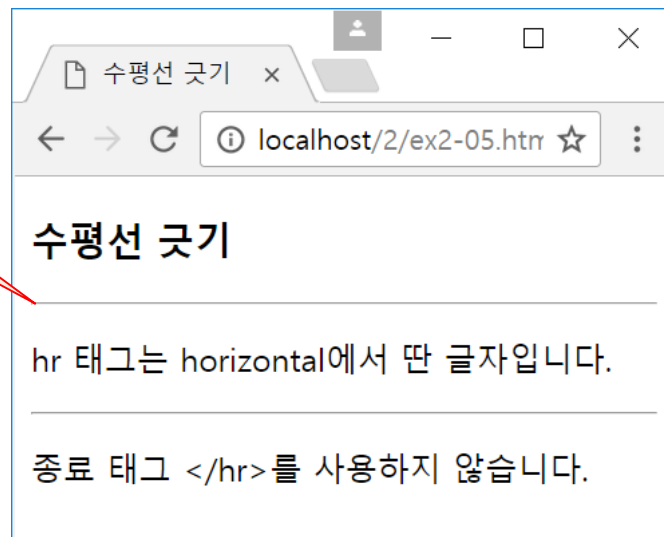 수평선 긋기
localhost/2/ex2-05.htm
수평선 긋기
hr 태그는 horizontal에서 딴 글자입니다.
종료 태그 </hr>를 사용하지 않습니다.